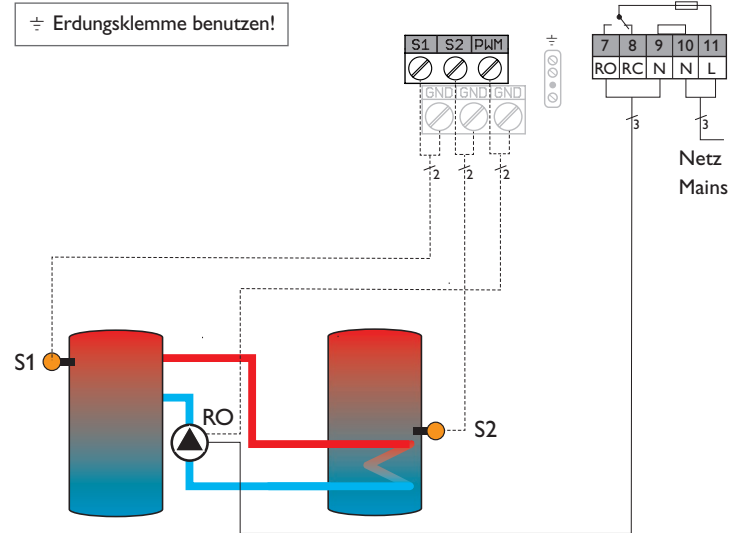 ⏚ Erdungsklemme benutzen!
S1 S2 PWM
GND GND GND
⏚
7 8 9 10 11
RO RC N N L
2 2 2
3 3
Netz
Mains
S1
RO
S2